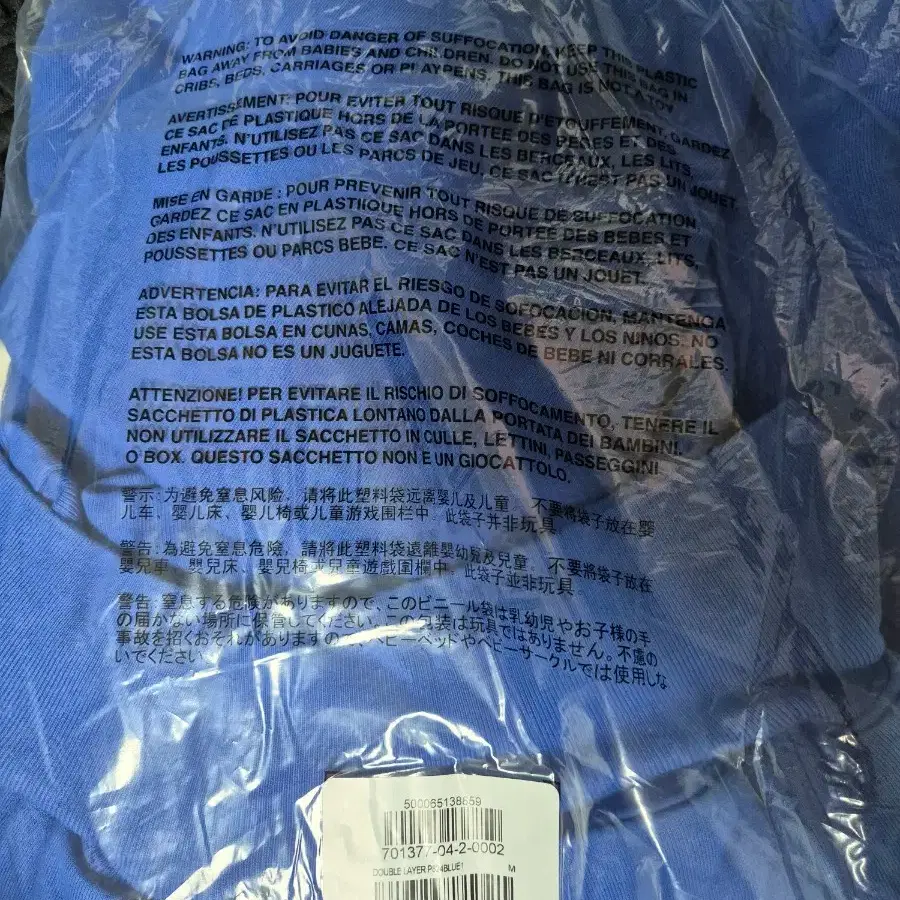 WARNING: TO AVOID DANGER OF SUFFOCATION, KEEP THIS PLASTIC
BAG AWAY FROM BABIES AND CHILDREN. DO NOT USE THIS BAG IN
CRIBS, BEDS, CARRIAGES OR PLAYPENS. THIS BAG IS NOT A TOY.
AVERTISSEMENT: POUR EVITER TOUT RISQUE D'ETOUFFEMENT, GARDEZ
CE SAC DE PLASTIQUE HORS DE LA PORTEE DES BEBES ET DES
ENFANTS. N'UTILISEZ PAS CE SAC DANS LES BERCEAUX, LES LITS,
LES POUSSETTES OU LES PARCS DE JEU, CE SAC N'EST PAS UN JOUET.
MISE EN GARDE : POUR PREVENIR TOUT RISQUE DE SUFFOCATION,
GARDEZ CE SAC EN PLASTIIQUE HORS DE PORTEE DES BEBES ET
DES ENFANTS. N'UTILISEZ PAS CE SAC DANS LES BERCEAUX, LITS,
POUSSETTES OU PARCS BEBE. CE SAC N'EST PAS UN JOUET.
ADVERTENCIA: PARA EVITAR EL RIESGO DE SOFOCACION, MANTENGA
ESTA BOLSA DE PLASTICO ALEJADA DE LOS BEBES Y LOS NINOS. NO
USE ESTA BOLSA EN CUNAS, CAMAS, COCHES DE BEBE NI CORRALES.
ESTA BOLSA NO ES UN JUGUETE.
ATTENZIONE! PER EVITARE IL RISCHIO DI SOFFOCAMENTO, TENERE IL
SACCHETTO DI PLASTICA LONTANO DALLA PORTATA DEI BAMBINI.
NON UTILIZZARE IL SACCHETTO IN CULLE, LETTINI, PASSEGGINI
O BOX. QUESTO SACCHETTO NON E UN GIOCATTOLO.
警示: 为避免窒息风险, 请将此塑料袋远离婴儿及儿童。 不要將袋子放在婴
儿车、婴儿床、婴儿椅或儿童游戏围栏中。此袋子并非玩具
警告: 為避免窒息危險, 請將此塑料袋遠離嬰幼兒及兒童。 不要將袋子放在
嬰兒車、嬰兒床、嬰兒椅或兒童遊戲圍欄中。此袋子並非玩具
警告: 窒息する危険がありますので、このビニール袋は乳幼児やお子様の手
の届かない場所に保管してください。この包装は玩具ではありません。不慮の
事故を招くおそれがありますので、ベビーベッドやベビーサークルでは使用しな
いでください。
500065138659
701377-04-2-0002
DOUBLE LAYER BLUE1 M